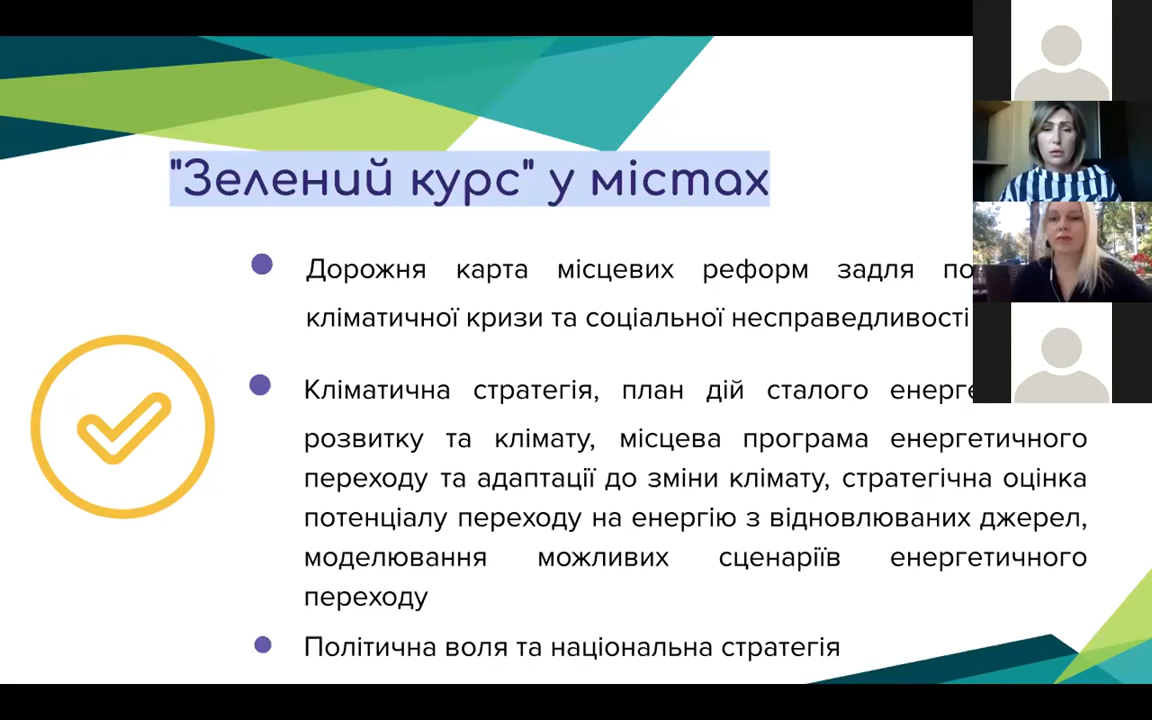 "Зелений курс" у містах
Дорожня карта місцевих реформ задля
кліматичної кризи та соціальної несправедливості
Кліматична стратегія, план дій сталого
розвитку та клімату, місцева програма енергетичного
переходу та адаптації до зміни клімату, стратегічна оцінка
потенціалу переходу на енергію з відновлюваних джерел,
моделювання можливих сценаріїв енергетичного
переходу
Політична воля та національна стратегія